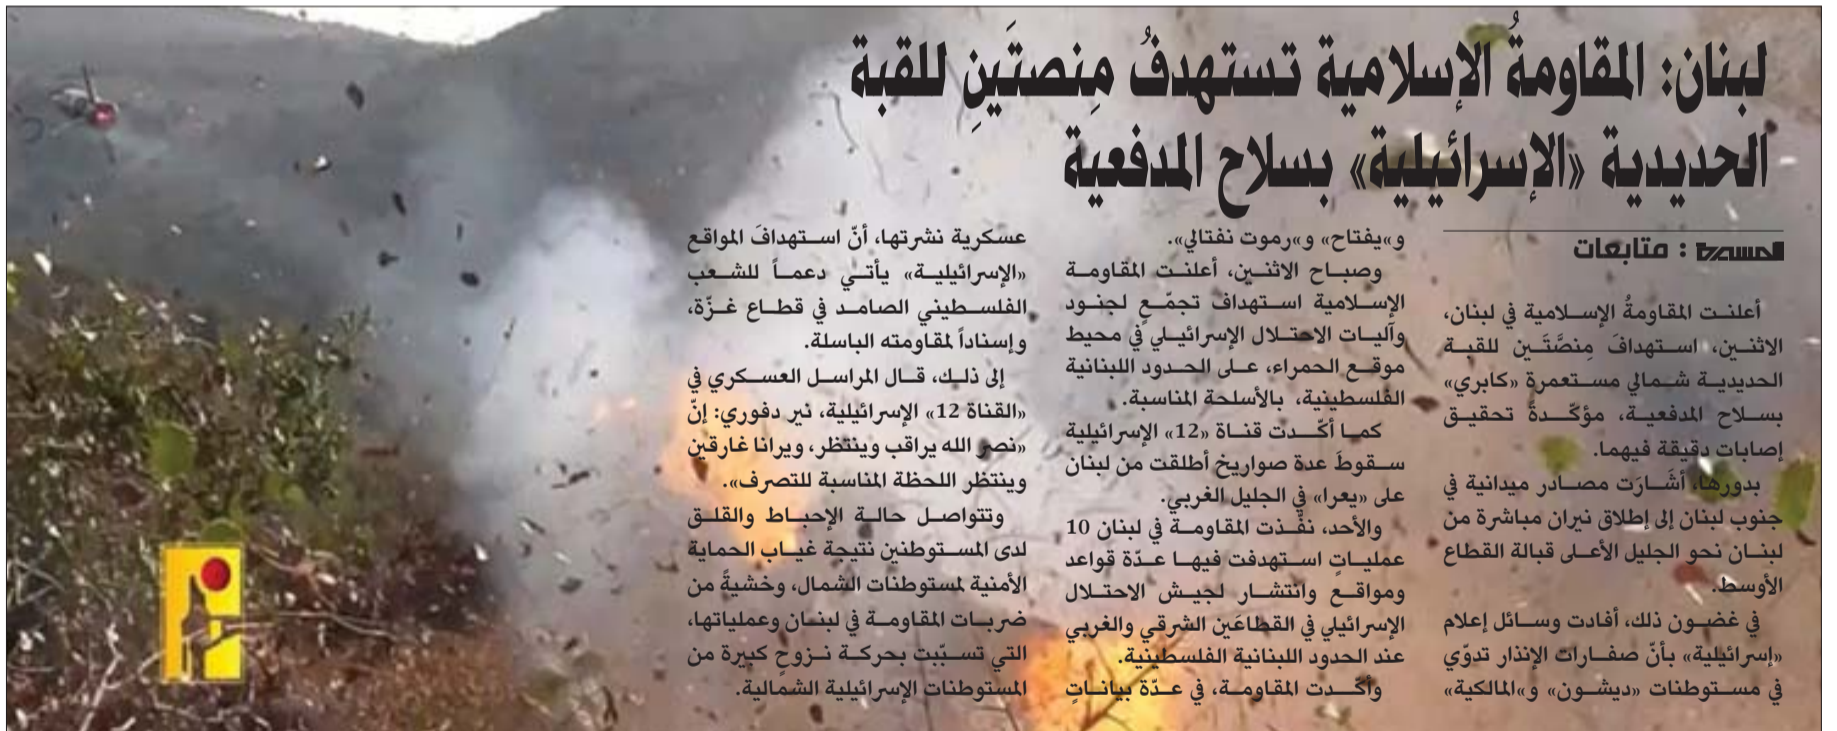 لبنان: المقاومةُ الإسلامية تستهدفُ مِنصتَينِ للقبة
الحديدية «الإسرائيلية» بسلاح المدفعية
المسيرة : متابعات
أعلنت المقاومةُ الإسلامية في لبنان،
الاثنين، استهدافَ مِنصَّتَين للقبة
الحديدية شمالي مستعمرة «كابري»
بسلاح المدفعية، مؤكّدةً تحقيق
إصابات دقيقة فيهما.
بدورها، أشَارَت مصادر ميدانية في
جنوب لبنان إلى إطلاق نيران مباشرة من
لبنان نحو الجليل الأعلى قبالة القطاع
الأوسط.
في غضون ذلك، أفادت وسائل إعلام
«إسرائيلية» بأنّ صفارات الإنذار تدوّي
في مستوطنات «ديشون» و»المالكية»
و»يفتاح» و»رموت نفتالي».
وصباح الاثنين، أعلنت المقاومة
الإسلامية استهداف تجمّعٍ لجنود
وآليات الاحتلال الإسرائيلي في محيط
موقع الحمراء، على الحدود اللبنانية
الفلسطينية، بالأسلحة المناسبة.
كما أكّدت قناة «12» الإسرائيلية
سقوطَ عدة صواريخ أطلقت من لبنان
على «يعرا» في الجليل الغربي.
والأحد، نفّذت المقاومة في لبنان 10
عملياتٍ استهدفت فيها عدّة قواعد
ومواقع وانتشار لجيش الاحتلال
الإسرائيلي في القطاعَين الشرقي والغربي
عند الحدود اللبنانية الفلسطينية.
وأكّدت المقاومة، في عدّة بياناتٍ
عسكرية نشرتها، أنّ استهدافَ المواقع
«الإسرائيلية» يأتي دعماً للشعب
الفلسطيني الصامد في قطاع غزّة،
وإسناداً لمقاومته الباسلة.
إلى ذلك، قال المراسل العسكري في
«القناة 12» الإسرائيلية، نير دفوري: إنّ
«نصر الله يراقب وينتظر، ويرانا غارقين
وينتظر اللحظة المناسبة للتصرف».
وتتواصل حالة الإحباط والقلق
لدى المستوطنين نتيجة غياب الحماية
الأمنية لمستوطنات الشمال، وخشيةً من
ضربات المقاومة في لبنان وعملياتها،
التي تسبّبت بحركة نزوحٍ كبيرة من
المستوطنات الإسرائيلية الشمالية.